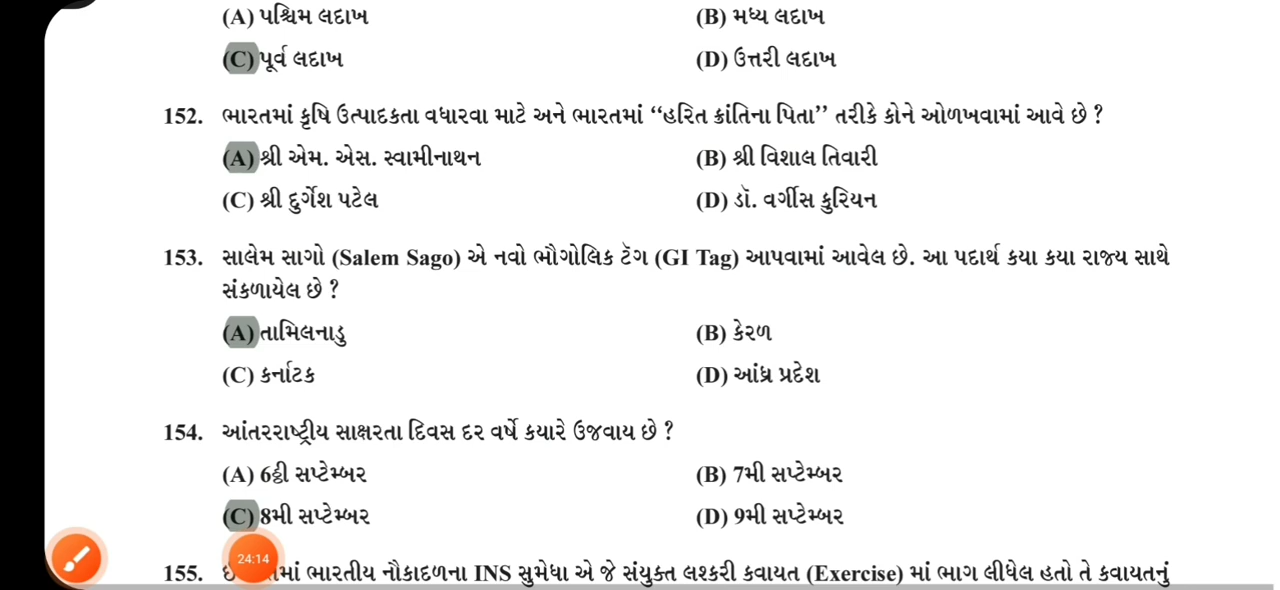 (A) પશ્ચિમ લદાખ (B) મધ્ય લદાખ
(C) પૂર્વ લદાખ (D) ઉત્તરી લદાખ
152. ભારતમાં કૃષિ ઉત્પાદકતા વધારવા માટે અને ભારતમાં “હરિત ક્રાંતિના પિતા” તરીકે કોને ઓળખવામાં આવે છે ?
(A) શ્રી એમ. એસ. સ્વામીનાથન (B) શ્રી વિશાલ તિવારી
(C) શ્રી દુર્ગેશ પટેલ (D) ડૉ. વર્ગીસ કુરિયન
153. સાલેમ સાગો (Salem Sago) એ નવો ભૌગોલિક ટૅગ (GI Tag) આપવામાં આવેલ છે. આ પદાર્થ કયા કયા રાજ્ય સાથે
સંકળાયેલ છે ?
(A) તામિલનાડુ (B) કેરળ
(C) કર્નાટક (D) આંધ્ર પ્રદેશ
154. આંતરરાષ્ટ્રીય સાક્ષરતા દિવસ દર વર્ષે કયારે ઉજવાય છે ?
(A) 6ઠ્ઠી સપ્ટેમ્બર (B) 7મી સપ્ટેમ્બર
(C) 8મી સપ્ટેમ્બર (D) 9મી સપ્ટેમ્બર
24:14
155. ભારતીય નૌકાદળના INS સુમેધા એ જે સંયુક્ત લશ્કરી કવાયત (Exercise) માં ભાગ લીધેલ હતો તે કવાયતનું